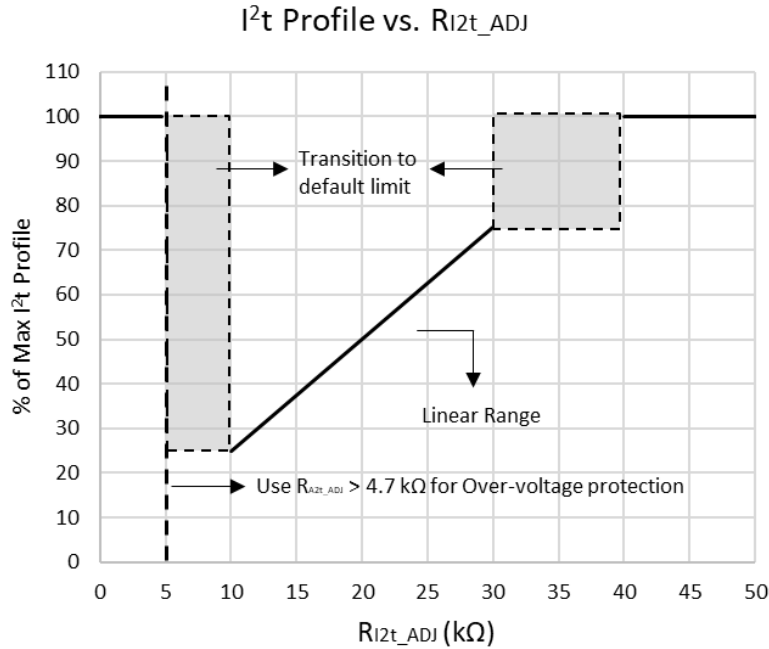 I²t Profile vs. RI2t_ADJ
110
100
90
80
70
60
50
40
30
20
10
0
% of Max I²t Profile
Transition to
default limit
Linear Range
Use RA2t_ADJ > 4.7 kΩ for Over-voltage protection
0 5 10 15 20 25 30 35 40 45 50
RI2t_ADJ (kΩ)